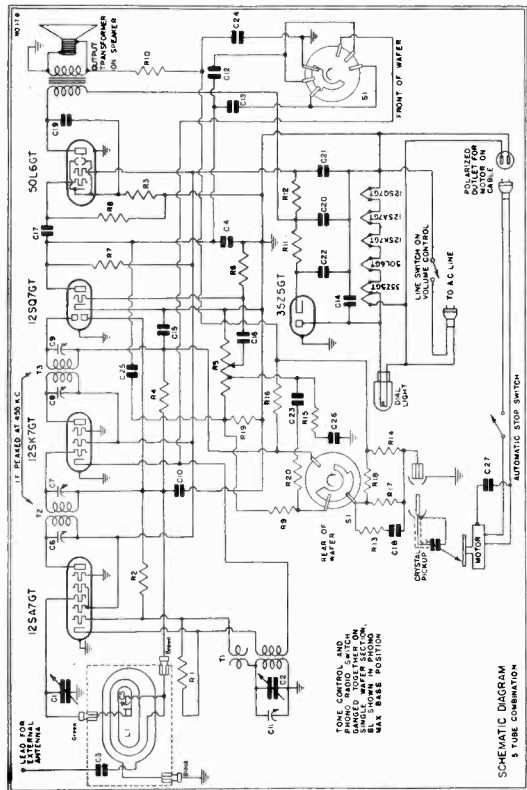 NO 178
LEAD FOR
EXTERNAL
ANTENNA
Green
Black
Green
L1
C3
C1
12SA7GT
C6
T2
C7
IF PEAKED AT 455 KC
12SK7GT
C8
T3
C9
12SQ7GT
C17
50L6GT
C19
OUTPUT
TRANSFORMER
ON SPEAKER
R10
R1
R2
R4
C10
C25
C15
R7
R8
R3
C4
R6
R5
C16
R19
R16
C12
C13
C24
S1
FRONT OF WAFER
T1
C2
C11
R9
R20
C23
R15
C26
S1
REAR OF
WAFER
35Z5GT
R11
R12
C22
C20
C21
C14
35Z5GT
50L6GT
12SK7GT
12SA7GT
12SQ7GT
DIAL
LIGHT
LINE SWITCH ON
VOLUME CONTROL
TO AC LINE
POLARIZED
OUTLET FOR
MOTOR ON
CABLE
R13
C18
R17
R18
R14
CRYSTAL
PICKUP
MOTOR
C27
AUTOMATIC STOP SWITCH
TONE CONTROL AND
PHONO RADIO SWITCH
GANGED TOGETHER ON
SINGLE WAFER SECTION,
SHOWN IN PHONO
MAX BASS POSITION
SCHEMATIC DIAGRAM
5 TUBE COMBINATION